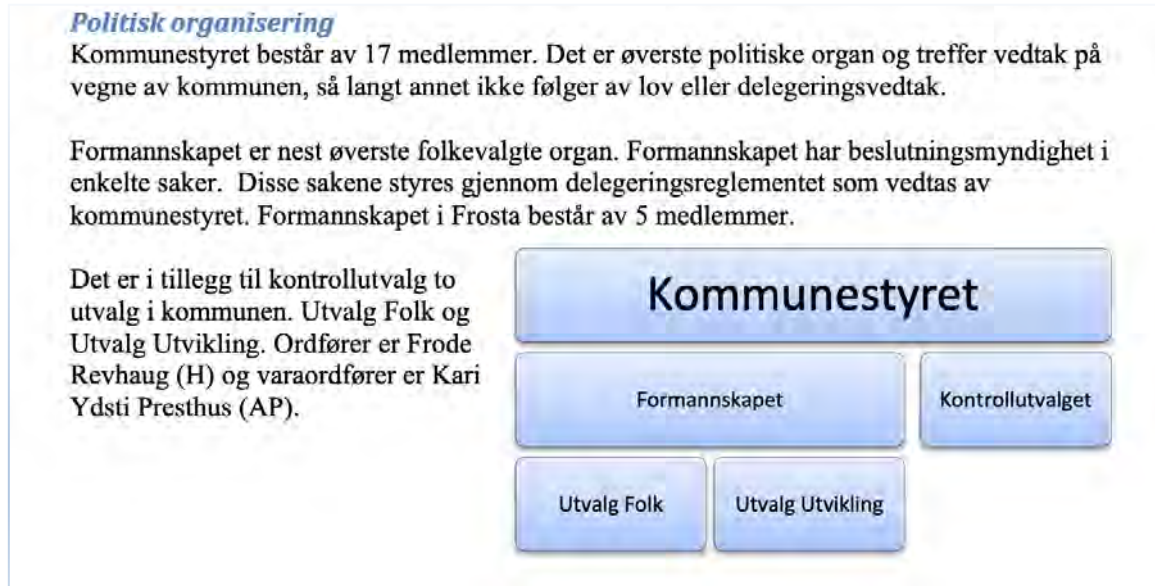 Politisk organisering
Kommunestyret består av 17 medlemmer. Det er øverste politiske organ og treffer vedtak på
vegne av kommunen, så langt annet ikke følger av lov eller delegeringsvedtak.
Formannskapet er nest øverste folkevalgte organ. Formannskapet har beslutningsmyndighet i
enkelte saker.  Disse sakene styres gjennom delegeringsreglementet som vedtas av
kommunestyret. Formannskapet i Frosta består av 5 medlemmer.
Det er i tillegg til kontrollutvalg to
utvalg i kommunen. Utvalg Folk og
Utvalg Utvikling. Ordfører er Frode
Revhaug (H) og varaordfører er Kari
Ydsti Presthus (AP).
Kommunestyret
Formannskapet
Kontrollutvalget
Utvalg Folk
Utvalg Utvikling